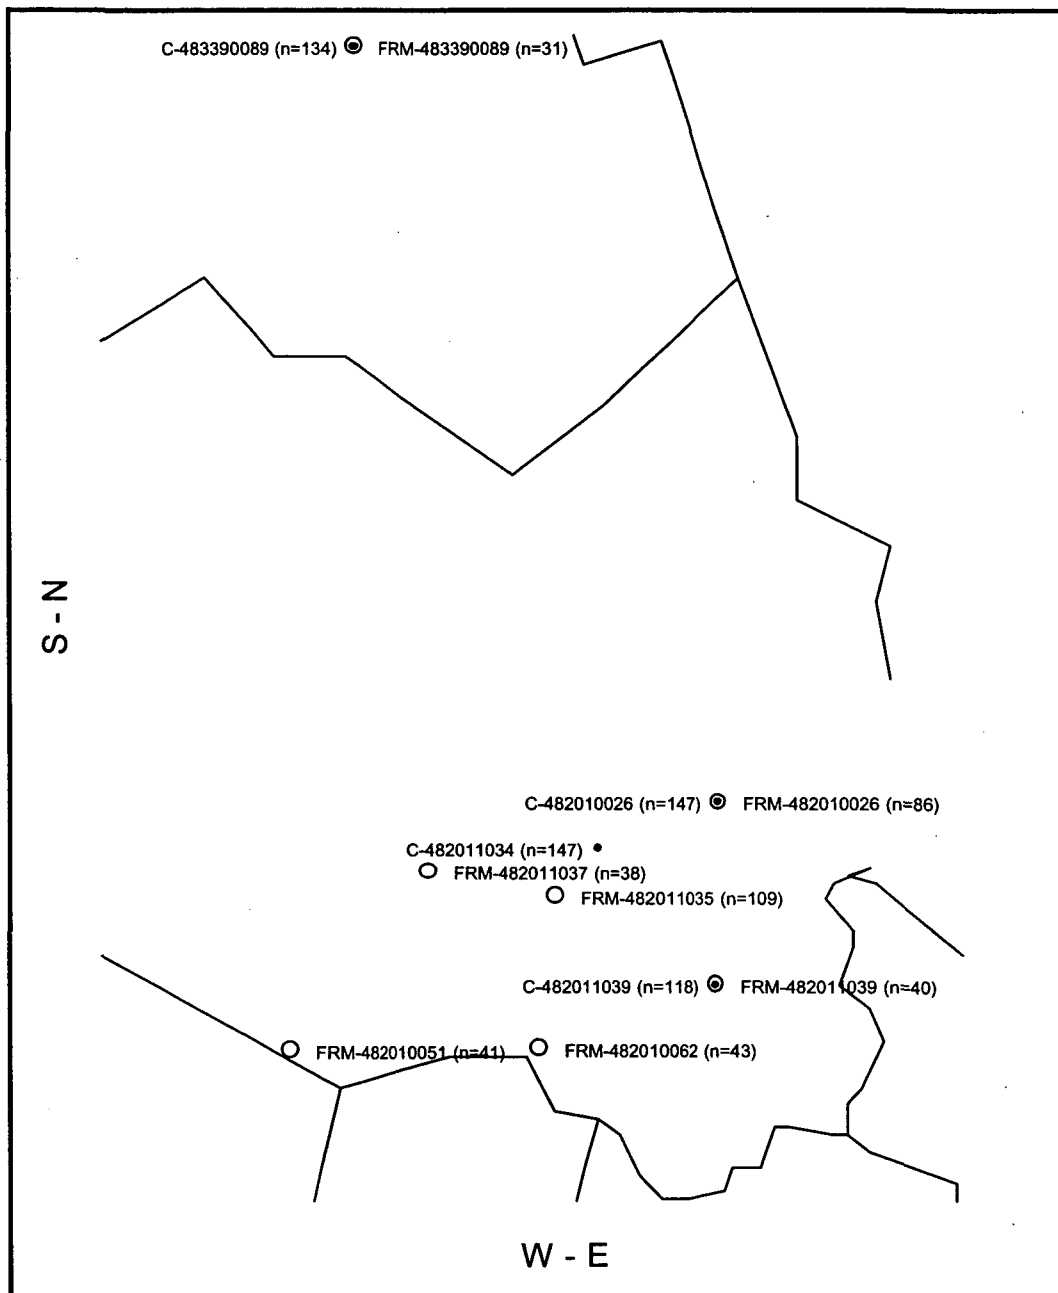 C-483390089 (n=134) FRM-483390089 (n=31)
S - N
C-482010026 (n=147) FRM-482010026 (n=86)
C-482011034 (n=147)
FRM-482011037 (n=38)
FRM-482011035 (n=109)
C-482011039 (n=118) FRM-482011039 (n=40)
FRM-482010051 (n=41) FRM-482010062 (n=43)
W - E